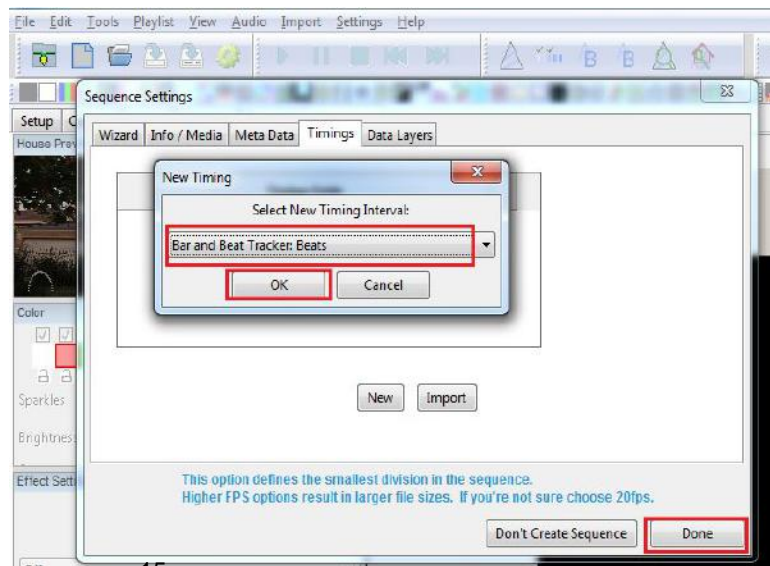 File Edit Tools Playlist View Audio Import Settings Help
Sequence Settings
Setup
House Prev
Wizard Info / Media Meta Data Timings Data Layers
New Timing
Select New Timing Interval:
Bar and Beat Tracker: Beats
OK Cancel
Color
Sparkles
New Import
Brightness
Effect Sett
This option defines the smallest division in the sequence.
Higher FPS options result in larger file sizes. If you're not sure choose 20fps.
Don't Create Sequence Done